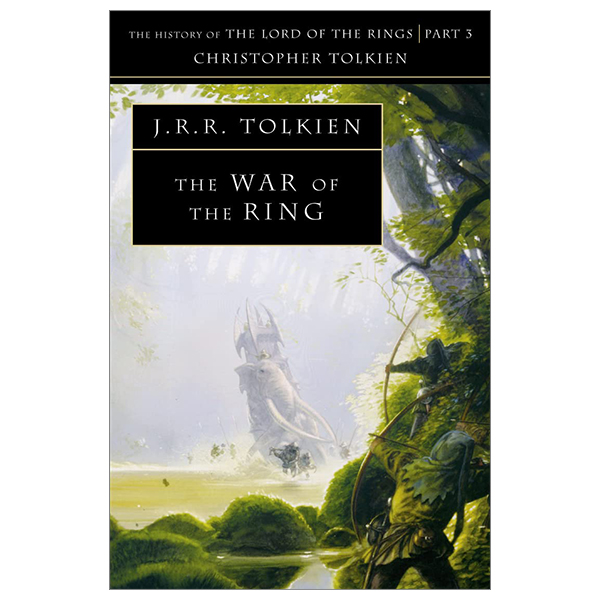 THE HISTORY OF THE LORD OF THE RINGS | PART 3
CHRISTOPHER TOLKIEN
J.R.R. TOLKIEN
THE WAR OF
THE RING